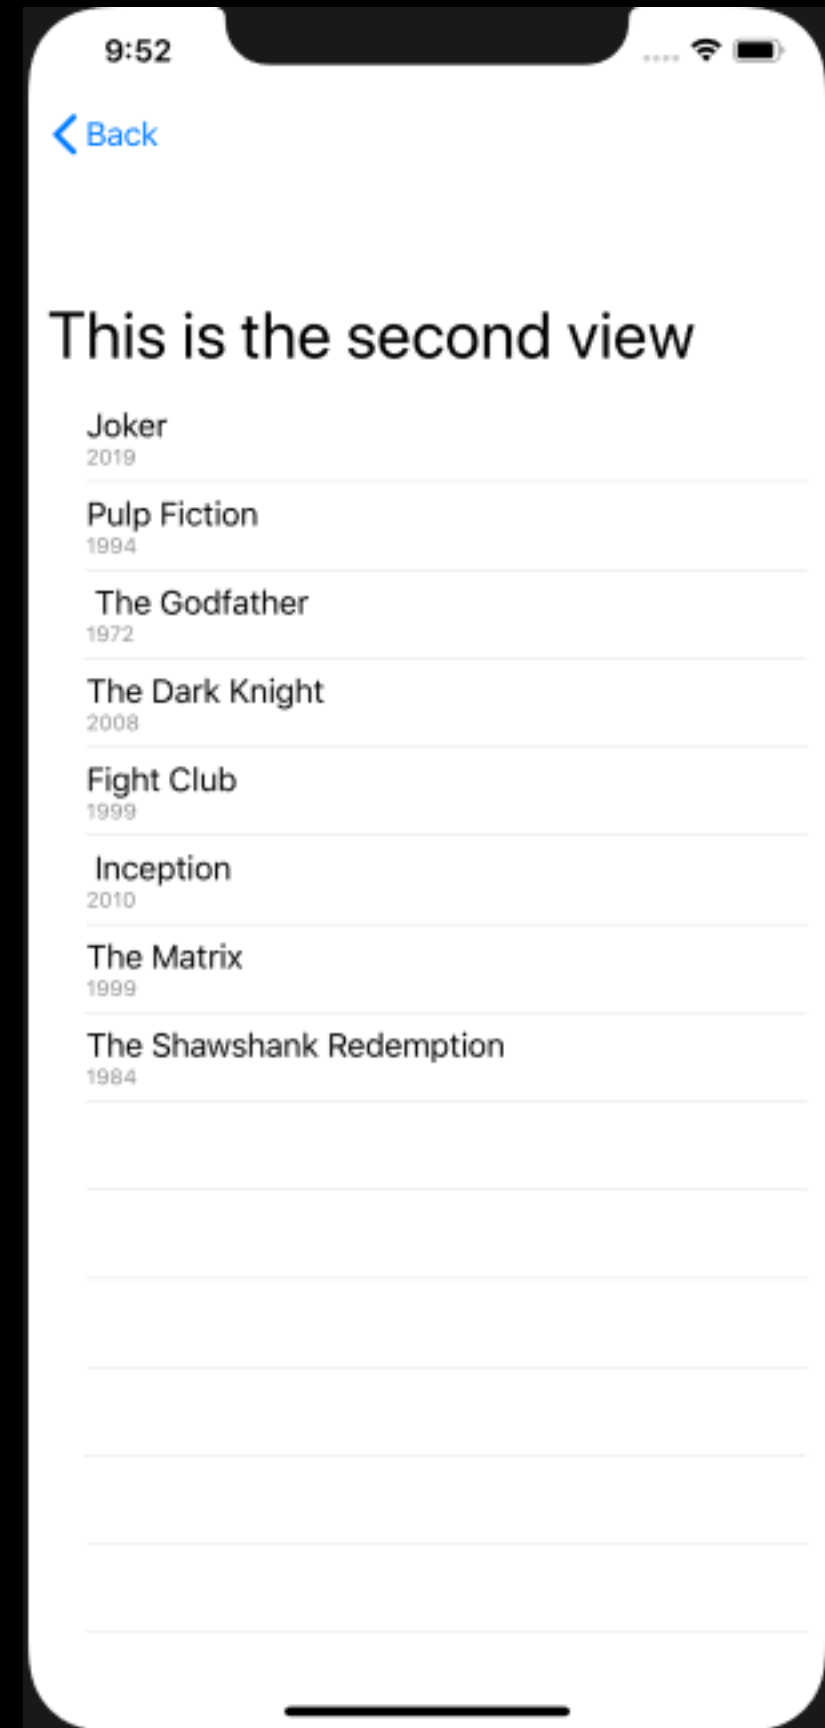 9:52
Back
This is the second view
Joker
2019
Pulp Fiction
1994
The Godfather
1972
The Dark Knight
2008
Fight Club
1999
Inception
2010
The Matrix
1999
The Shawshank Redemption
1984